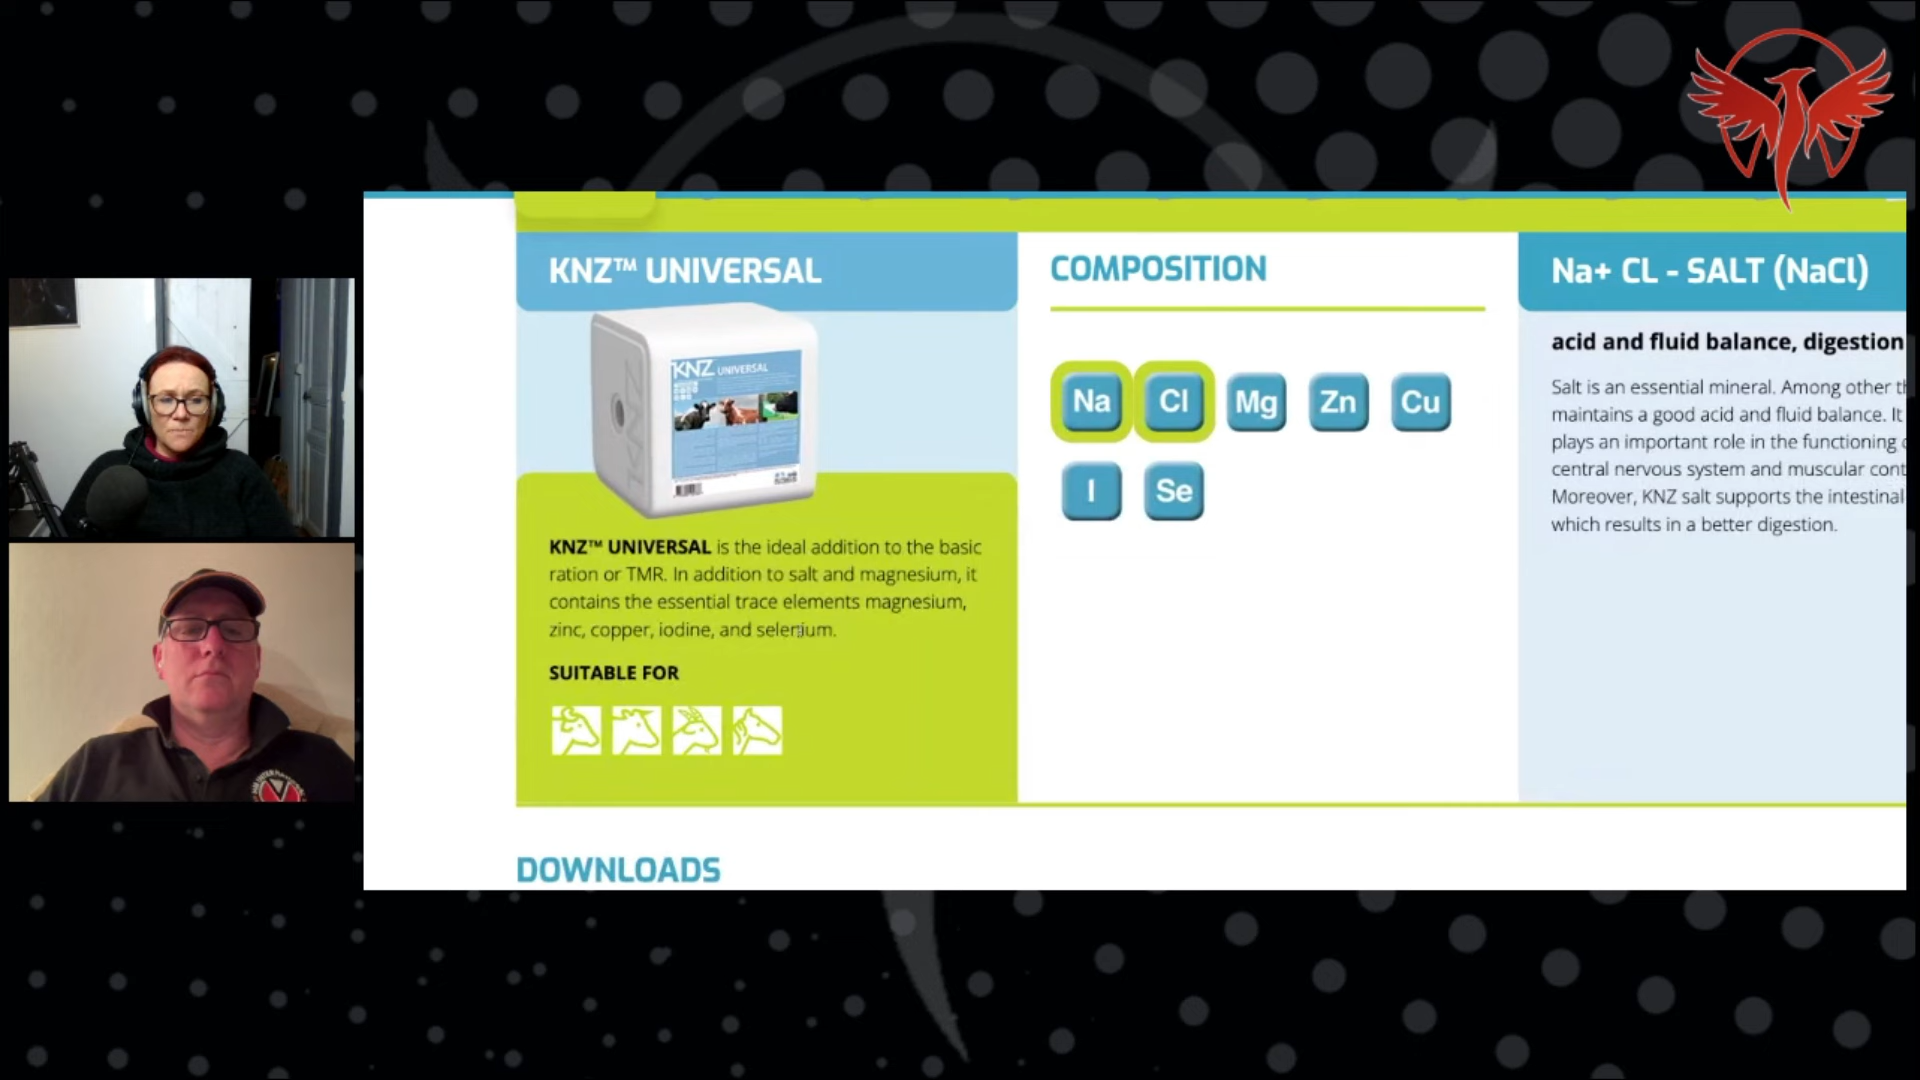 KNZ™ UNIVERSAL
KNZ UNIVERSAL
KNZ
KNZ™ UNIVERSAL is the ideal addition to the basic
ration or TMR. In addition to salt and magnesium, it
contains the essential trace elements magnesium,
zinc, copper, iodine, and selenium.
SUITABLE FOR
COMPOSITION
Na Cl Mg Zn Cu
I Se
Na+ CL - SALT (NaCl)
acid and fluid balance, digestion
Salt is an essential mineral. Among other
maintains a good acid and fluid balance. It
plays an important role in the functioning
central nervous system and muscular
Moreover, KNZ salt supports the intestinal
which results in a better digestion.
DOWNLOADS